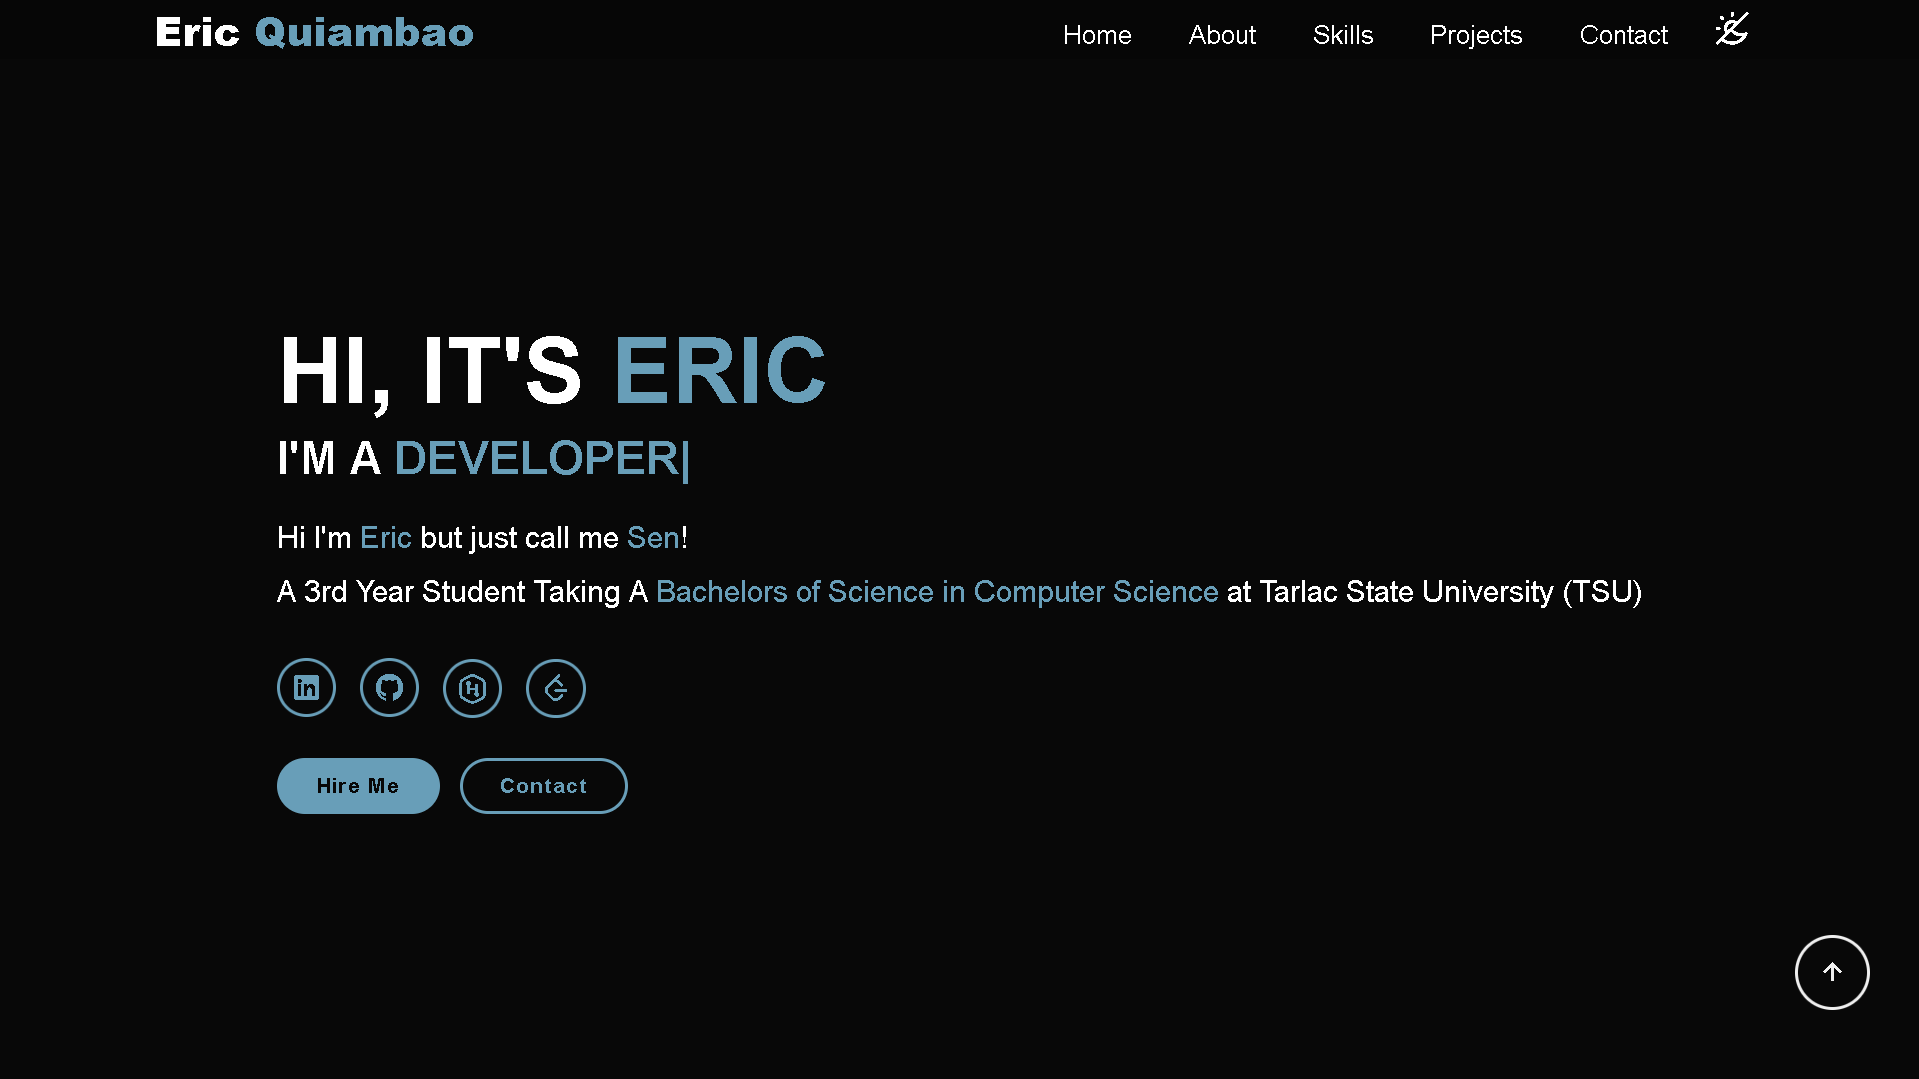 Eric Quiambao
Home About Skills Projects Contact
HI, IT'S ERIC
I'M A DEVELOPER|
Hi I'm Eric but just call me Sen!
A 3rd Year Student Taking A Bachelors of Science in Computer Science at Tarlac State University (TSU)
Hire Me
Contact